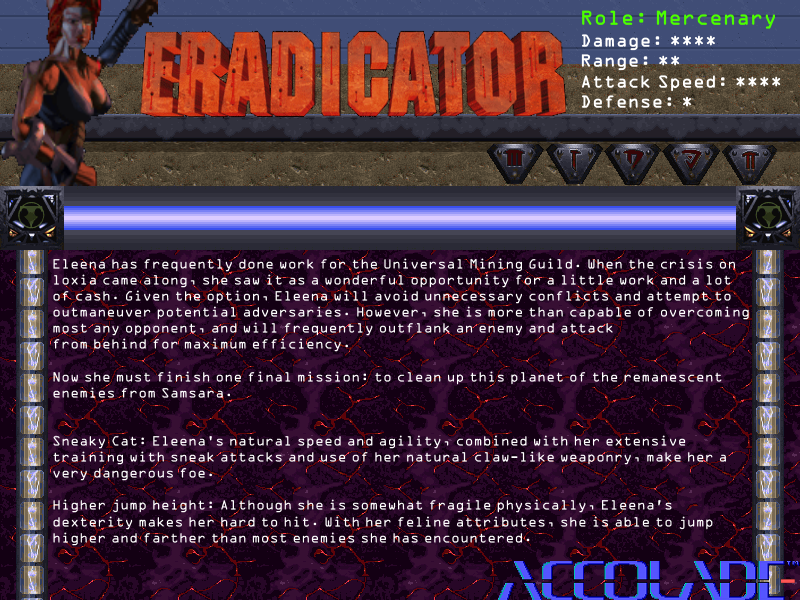 ERADICATOR
Role: Mercenary
Damage: ****
Range: **
Attack Speed: ****
Defense: *
Eleena has frequently done work for the Universal Mining Guild. When the crisis on
loxia came along, she saw it as a wonderful opportunity for a little work and a lot
of cash. Given the option, Eleena will avoid unnecessary conflicts and attempt to
outmaneuver potential adversaries. However, she is more than capable of overcoming
most any opponent, and will frequently outflank an enemy and attack
from behind for maximum efficiency.
Now she must finish one final mission: to clean up this planet of the remanescent
enemies from Samsara.
Sneaky Cat: Eleena's natural speed and agility, combined with her extensive
training with sneak attacks and use of her natural claw-like weaponry, make her a
very dangerous foe.
Higher jump height: Although she is somewhat fragile physically, Eleena's
dexterity makes her hard to hit. With her feline attributes, she is able to jump
higher and farther than most enemies she has encountered.
ACCOLADE™